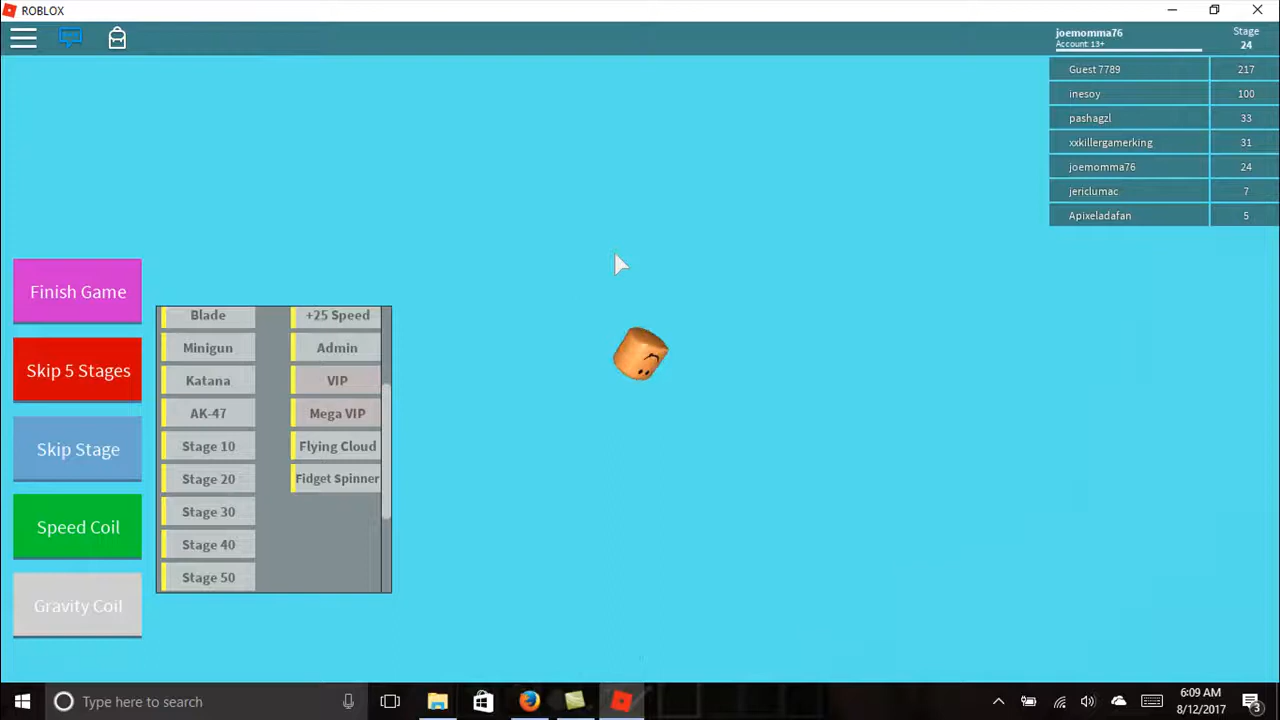 ROBLOX
joemomma76
Account: 13+
Stage
24
Guest 7789 217
inesoy 100
pashagzl 33
xxkillergamerking 31
joemomma76 24
jericlumac 7
Apixeladafan 5
Finish Game
Skip 5 Stages
Skip Stage
Speed Coil
Gravity Coil
Blade +25 Speed
Minigun Admin
Katana VIP
AK-47 Mega VIP
Stage 10 Flying Cloud
Stage 20 Fidget Spinner
Stage 30
Stage 40
Stage 50
Type here to search
6:09 AM
8/12/2017
3